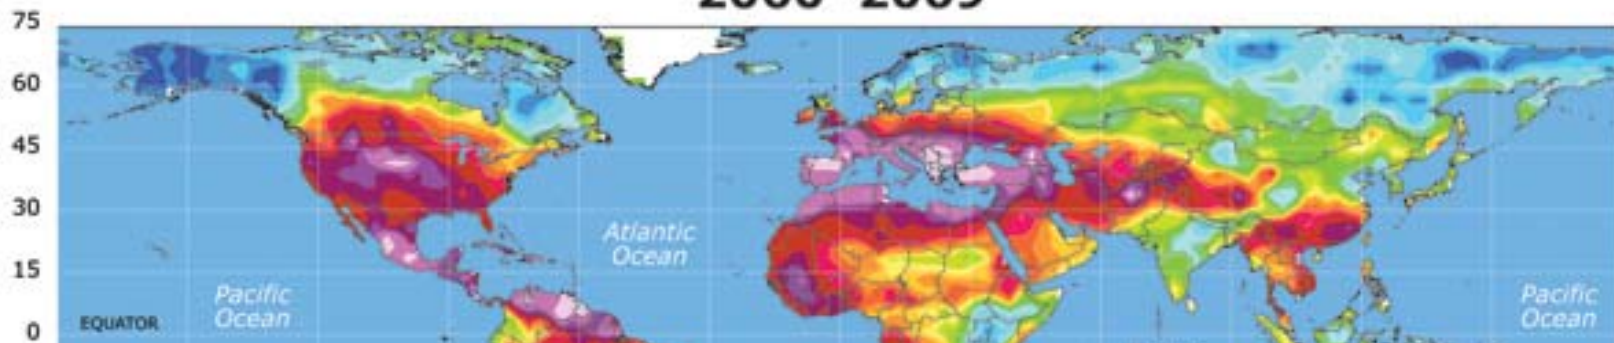 75
60
45
30
15
0
Atlantic
Ocean
Pacific
Ocean
EQUATOR
Pacific
Ocean